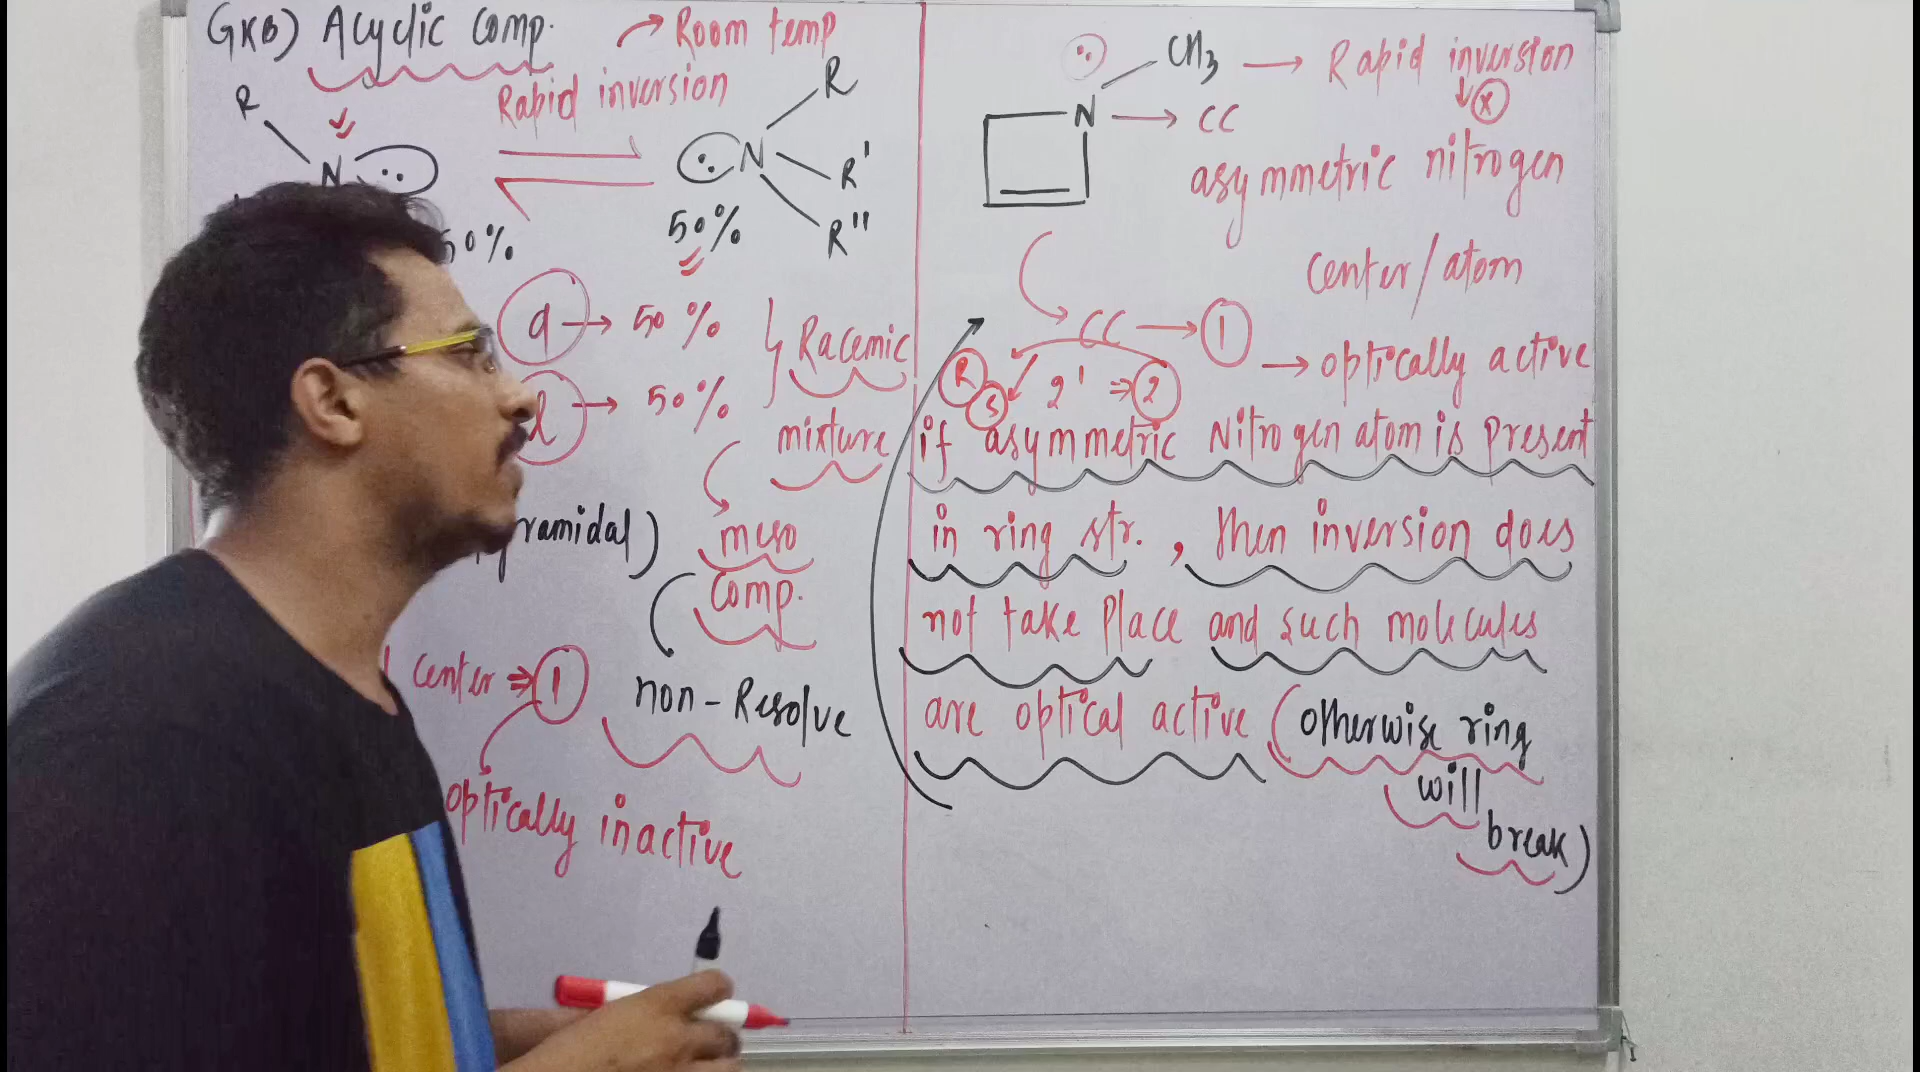 GKB) Acyclic Comp.
→ Room temp
Rapid inversion
R
N
N
R
R'
R"
50%
50%
d → 50%
l → 50%
Racemic
mixture
meso
Comp.
ramidal)
center ⇒ 1
non-Resolve
optically inactive
CH3 → Rapid inversion
x
N → CC
asymmetric nitrogen
center/atom
CC → 1
→ optically active
R
S
2' ⇒ 2
if asymmetric Nitrogen atom is present
in ring str., then inversion does
not take place and such molecules
are optical active (otherwise ring
will
break)